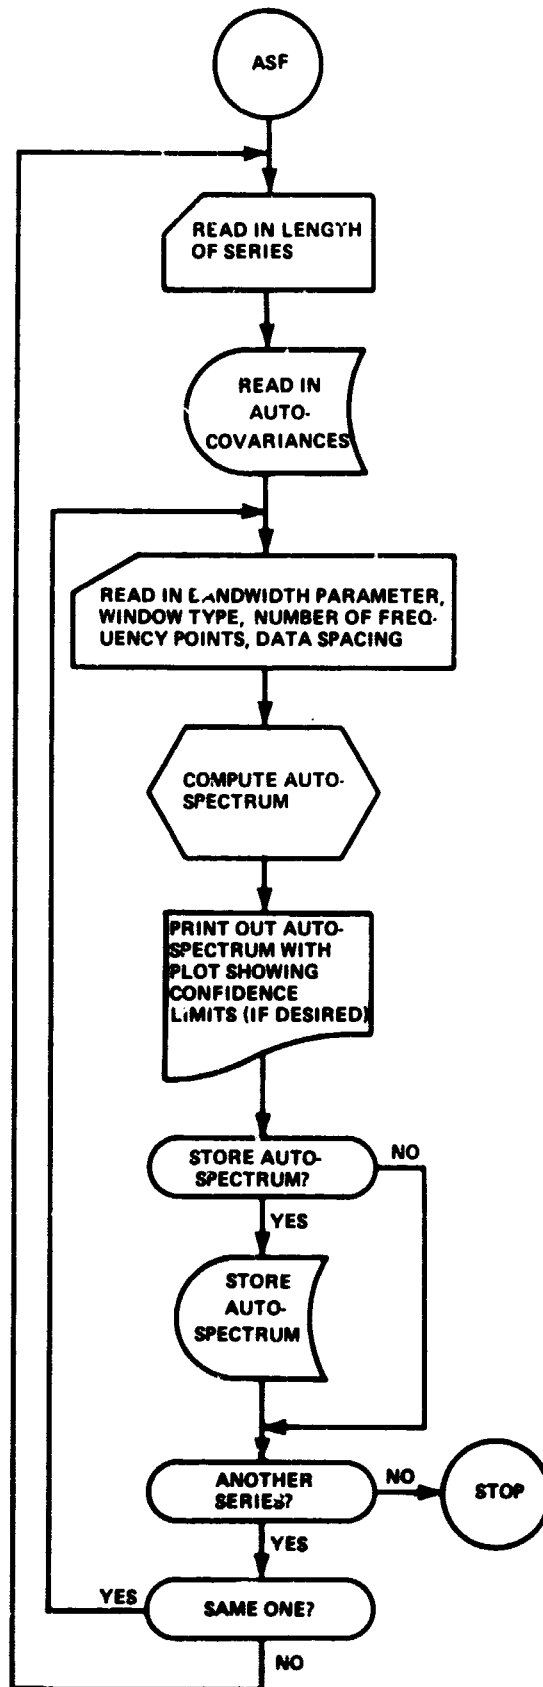 ASF
READ IN LENGTH
OF SERIES
READ IN
AUTO-
COVARIANCES
READ IN BANDWIDTH PARAMETER,
WINDOW TYPE, NUMBER OF FREQ-
UENCY POINTS, DATA SPACING
COMPUTE AUTO-
SPECTRUM
PRINT OUT AUTO-
SPECTRUM WITH
PLOT SHOWING
CONFIDENCE
LIMITS (IF DESIRED)
STORE AUTO-
SPECTRUM?
NO
YES
STORE
AUTO-
SPECTRUM
ANOTHER
SERIES?
NO
STOP
YES
YES
SAME ONE?
NO